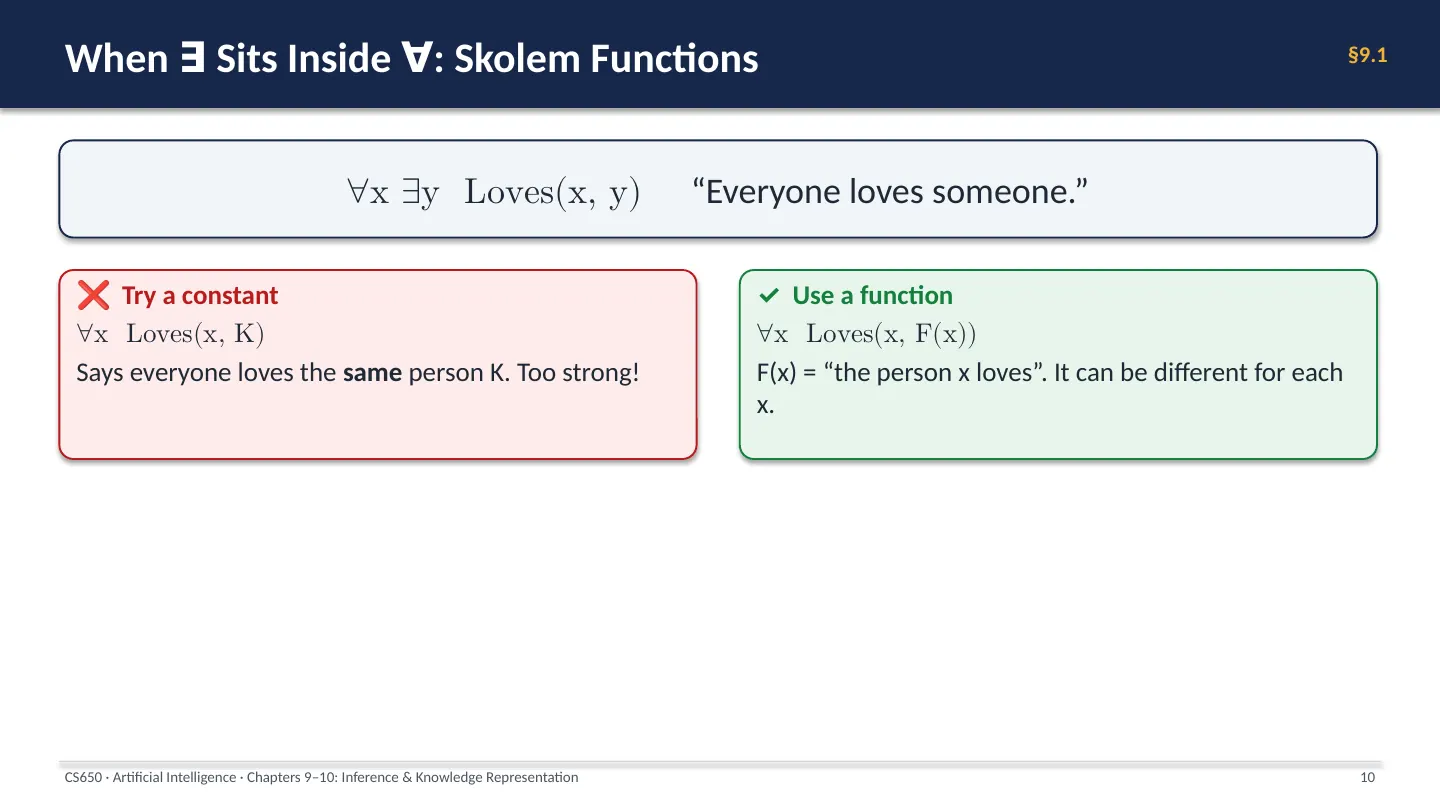 When ∃ Sits Inside ∀: Skolem Functions
§9.1
∀x ∃y Loves(x, y) “Everyone loves someone.”
❌ Try a constant
∀x Loves(x, K)
Says everyone loves the same person K. Too strong!
✓ Use a function
∀x Loves(x, F(x))
F(x) = “the person x loves”. It can be different for each
x.
CS650 · Artificial Intelligence · Chapters 9–10: Inference & Knowledge Representation
10